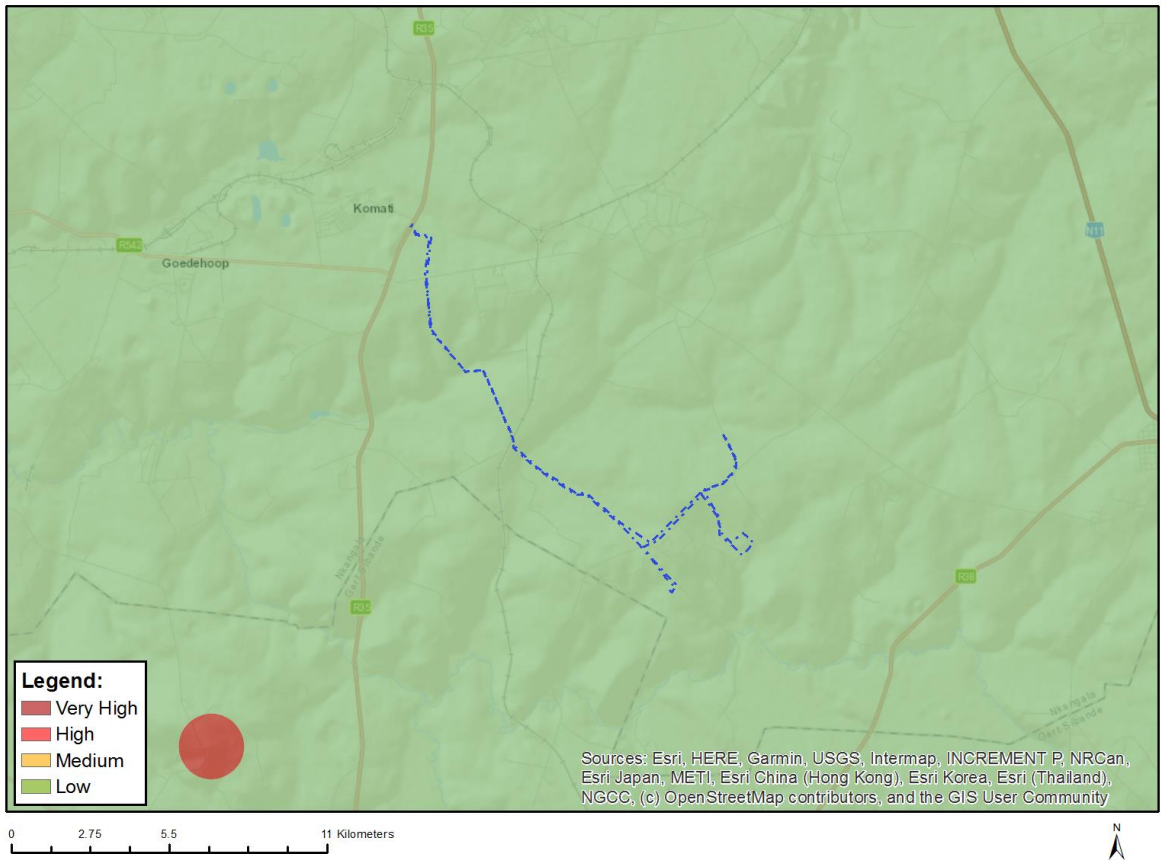 R35
Komati
R542
Goedehoop
N11
Nkangala
Gert Sibande
R35
R38
Nkangala
Gert Sibande
Legend:
Very High
High
Medium
Low
Sources: Esri, HERE, Garmin, USGS, Intermap, INCREMENT P, NRCan,
Esri Japan, METI, Esri China (Hong Kong), Esri Korea, Esri (Thailand),
NGCC, (c) OpenStreetMap contributors, and the GIS User Community
0 2.75 5.5 11 Kilometers
N